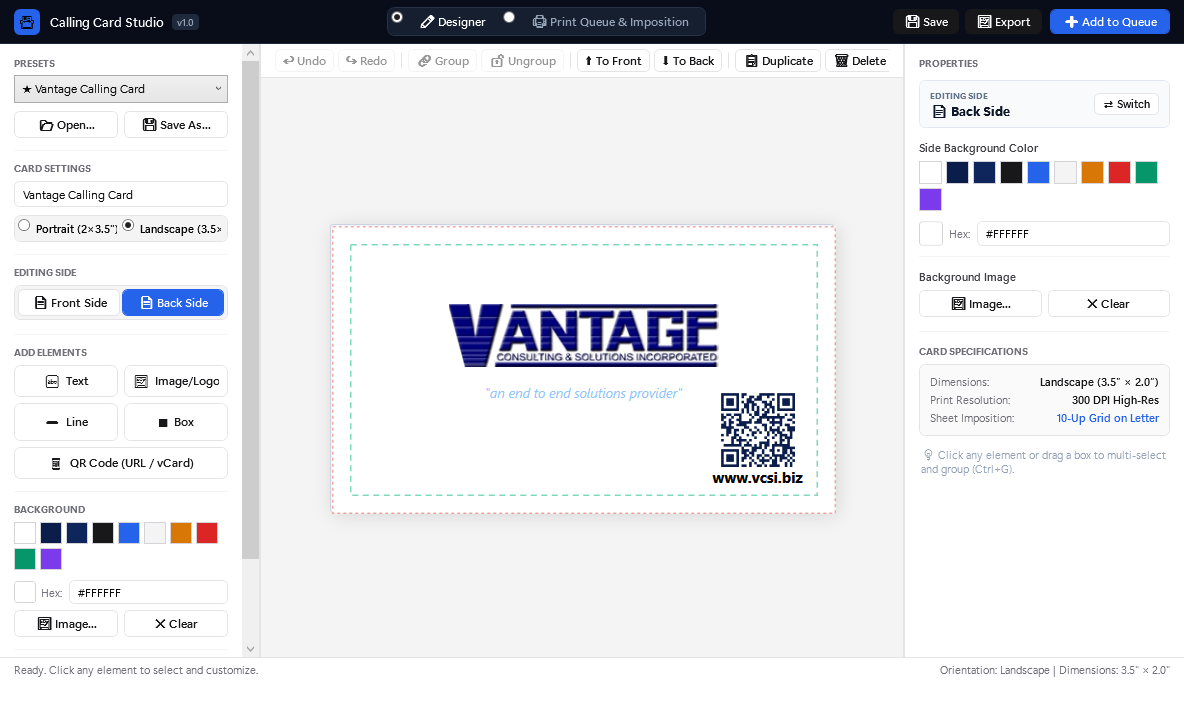 Calling Card Studio v1.0
Designer
Print Queue & Imposition
Save
Export
Add to Queue
PRESETS
★ Vantage Calling Card
Open...
Save As...
CARD SETTINGS
Vantage Calling Card
Portrait (2×3.5")
Landscape (3.5×
EDITING SIDE
Front Side
Back Side
ADD ELEMENTS
Text
Image/Logo
Line
Box
QR Code (URL / vCard)
BACKGROUND
Hex:
#FFFFFF
Image...
Clear
Undo
Redo
Group
Ungroup
To Front
To Back
Duplicate
Delete
VANTAGE
CONSULTING & SOLUTIONS INCORPORATED
"an end to end solutions provider"
www.vcsi.biz
PROPERTIES
EDITING SIDE
Back Side
Switch
Side Background Color
Hex:
#FFFFFF
Background Image
Image...
Clear
CARD SPECIFICATIONS
Dimensions: Landscape (3.5" × 2.0")
Print Resolution: 300 DPI High-Res
Sheet Imposition: 10-Up Grid on Letter
Click any element or drag a box to multi-select
and group (Ctrl+G).
Ready. Click any element to select and customize.
Orientation: Landscape | Dimensions: 3.5" × 2.0"